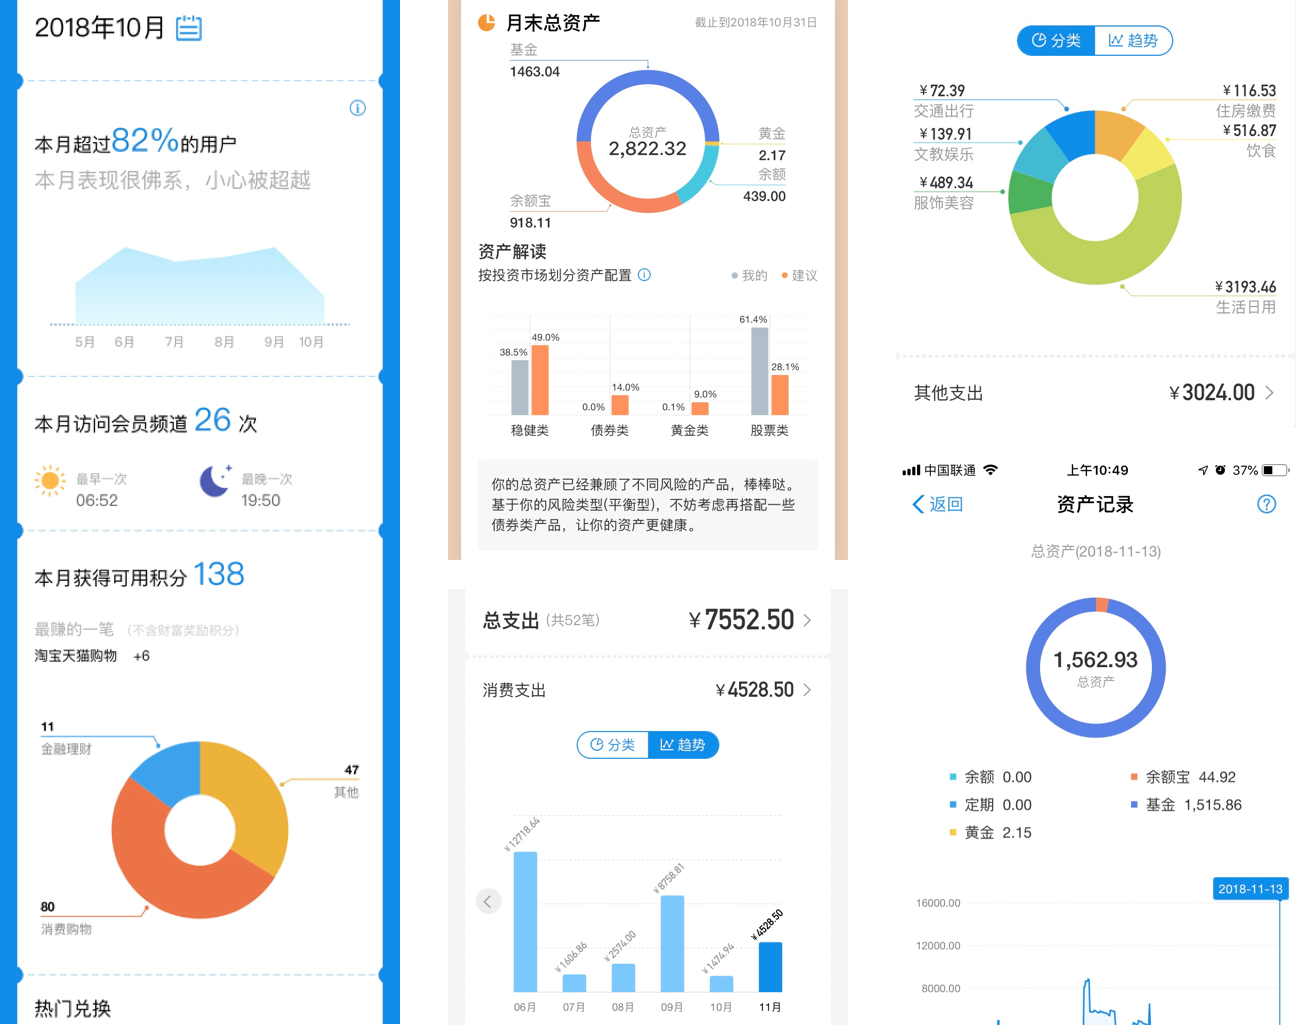 2018年10月
本月超过82%的用户
本月表现很佛系，小心被超越
5月 6月 7月 8月 9月 10月
本月访问会员频道 26 次
最早一次
06:52
最晚一次
19:50
本月获得可用积分 138
最赚的一笔 （不含财富奖励积分）
淘宝天猫购物 +6
11
金融理财
47
其他
80
消费购物
热门兑换
月末总资产
截止到2018年10月31日
基金
1463.04
总资产
2,822.32
黄金
2.17
余额
439.00
余额宝
918.11
资产解读
按投资市场划分资产配置
我的 建议
38.5% 49.0% 0.0% 14.0% 0.1% 9.0% 61.4% 28.1%
稳健类 债券类 黄金类 股票类
你的总资产已经兼顾了不同风险的产品，棒棒哒。
基于你的风险类型(平衡型)，不妨考虑再搭配一些
债券类产品，让你的资产更健康。
总支出 (共52笔) ¥7552.50
消费支出 ¥4528.50
分类 趋势
¥12718.64 ¥1606.86 ¥2574.00 ¥8758.81 ¥1474.94 ¥4528.50
06月 07月 08月 09月 10月 11月
分类 趋势
¥72.39
交通出行
¥139.91
文教娱乐
¥489.34
服饰美容
¥116.53
住房缴费
¥516.87
饮食
¥3193.46
生活日用
其他支出 ¥3024.00
中国联通 上午10:49 37%
返回 资产记录
总资产(2018-11-13)
1,562.93
总资产
余额 0.00 余额宝 44.92
定期 0.00 基金 1,515.86
黄金 2.15
2018-11-13
16000.00
12000.00
8000.00